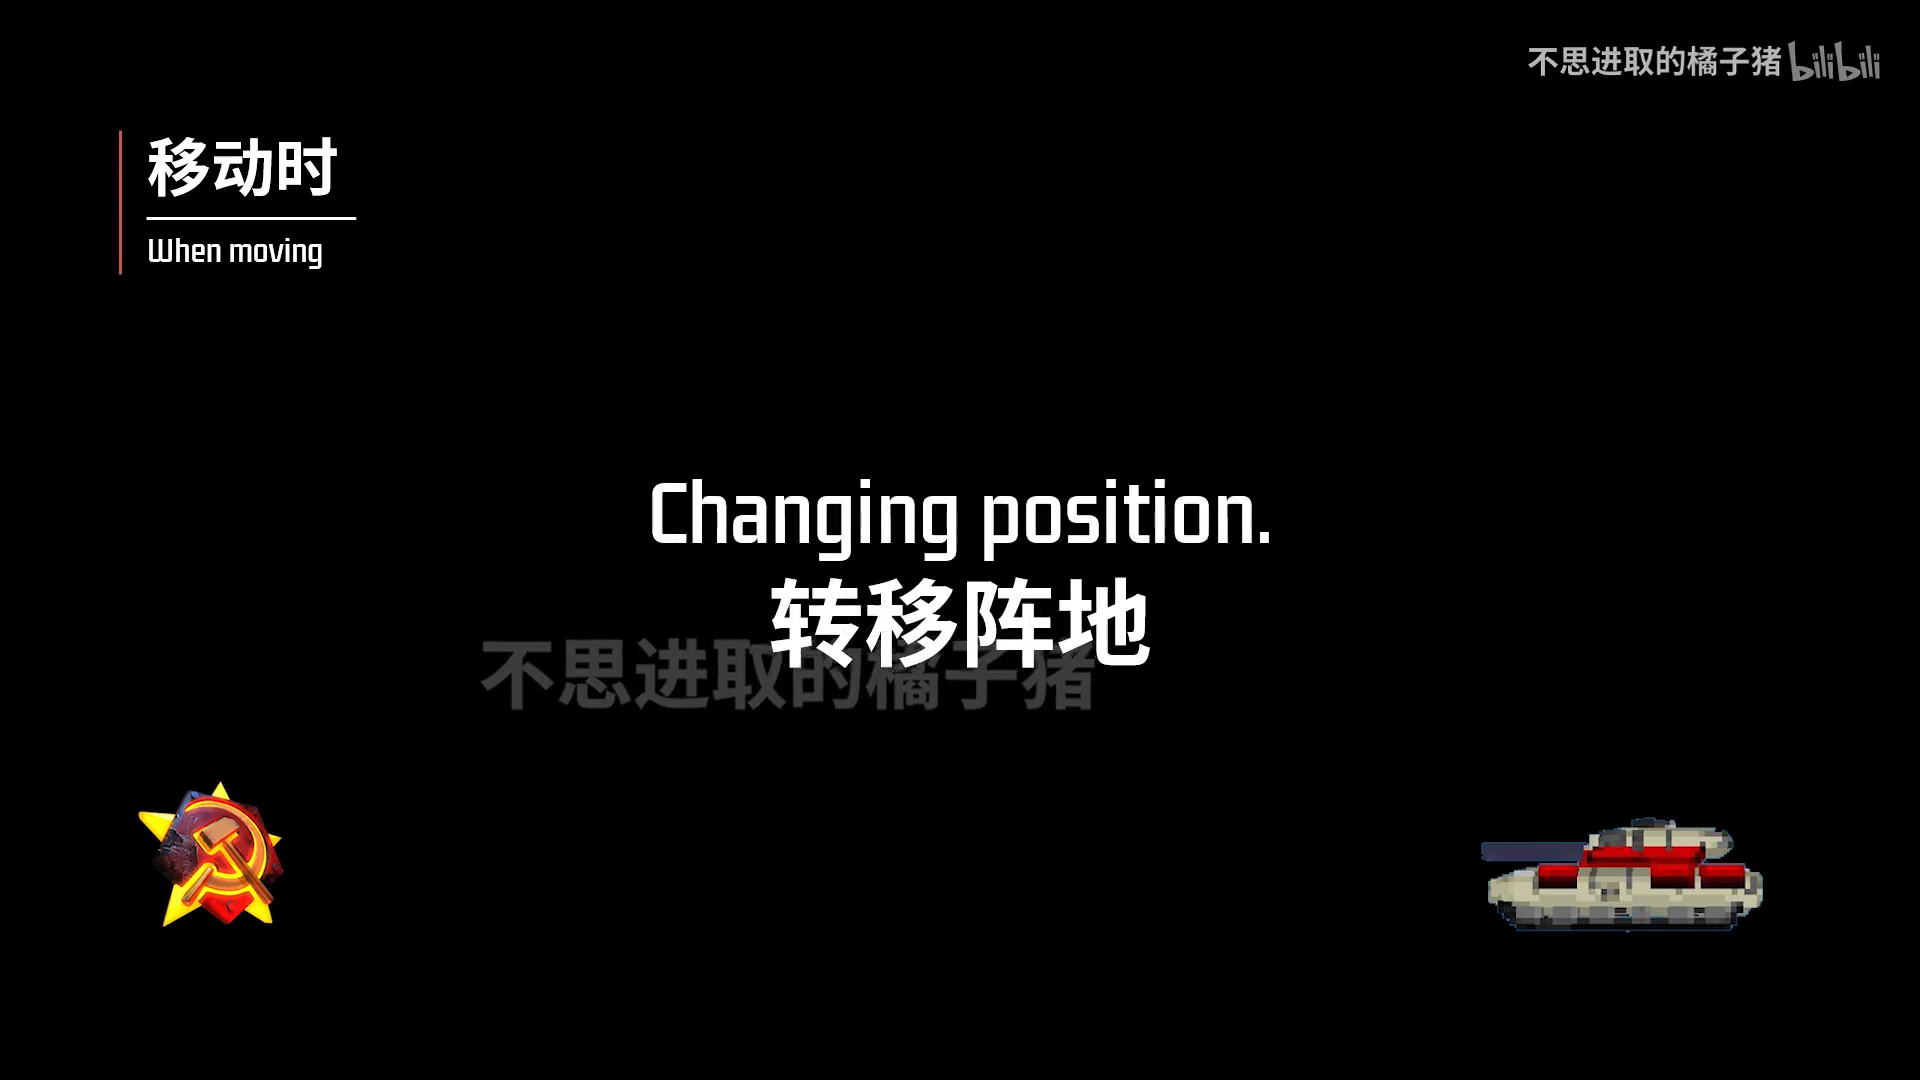 不思进取的橘子猪 bilibili
移动时
When moving
Changing position.
转移阵地
不思进取的橘子猪